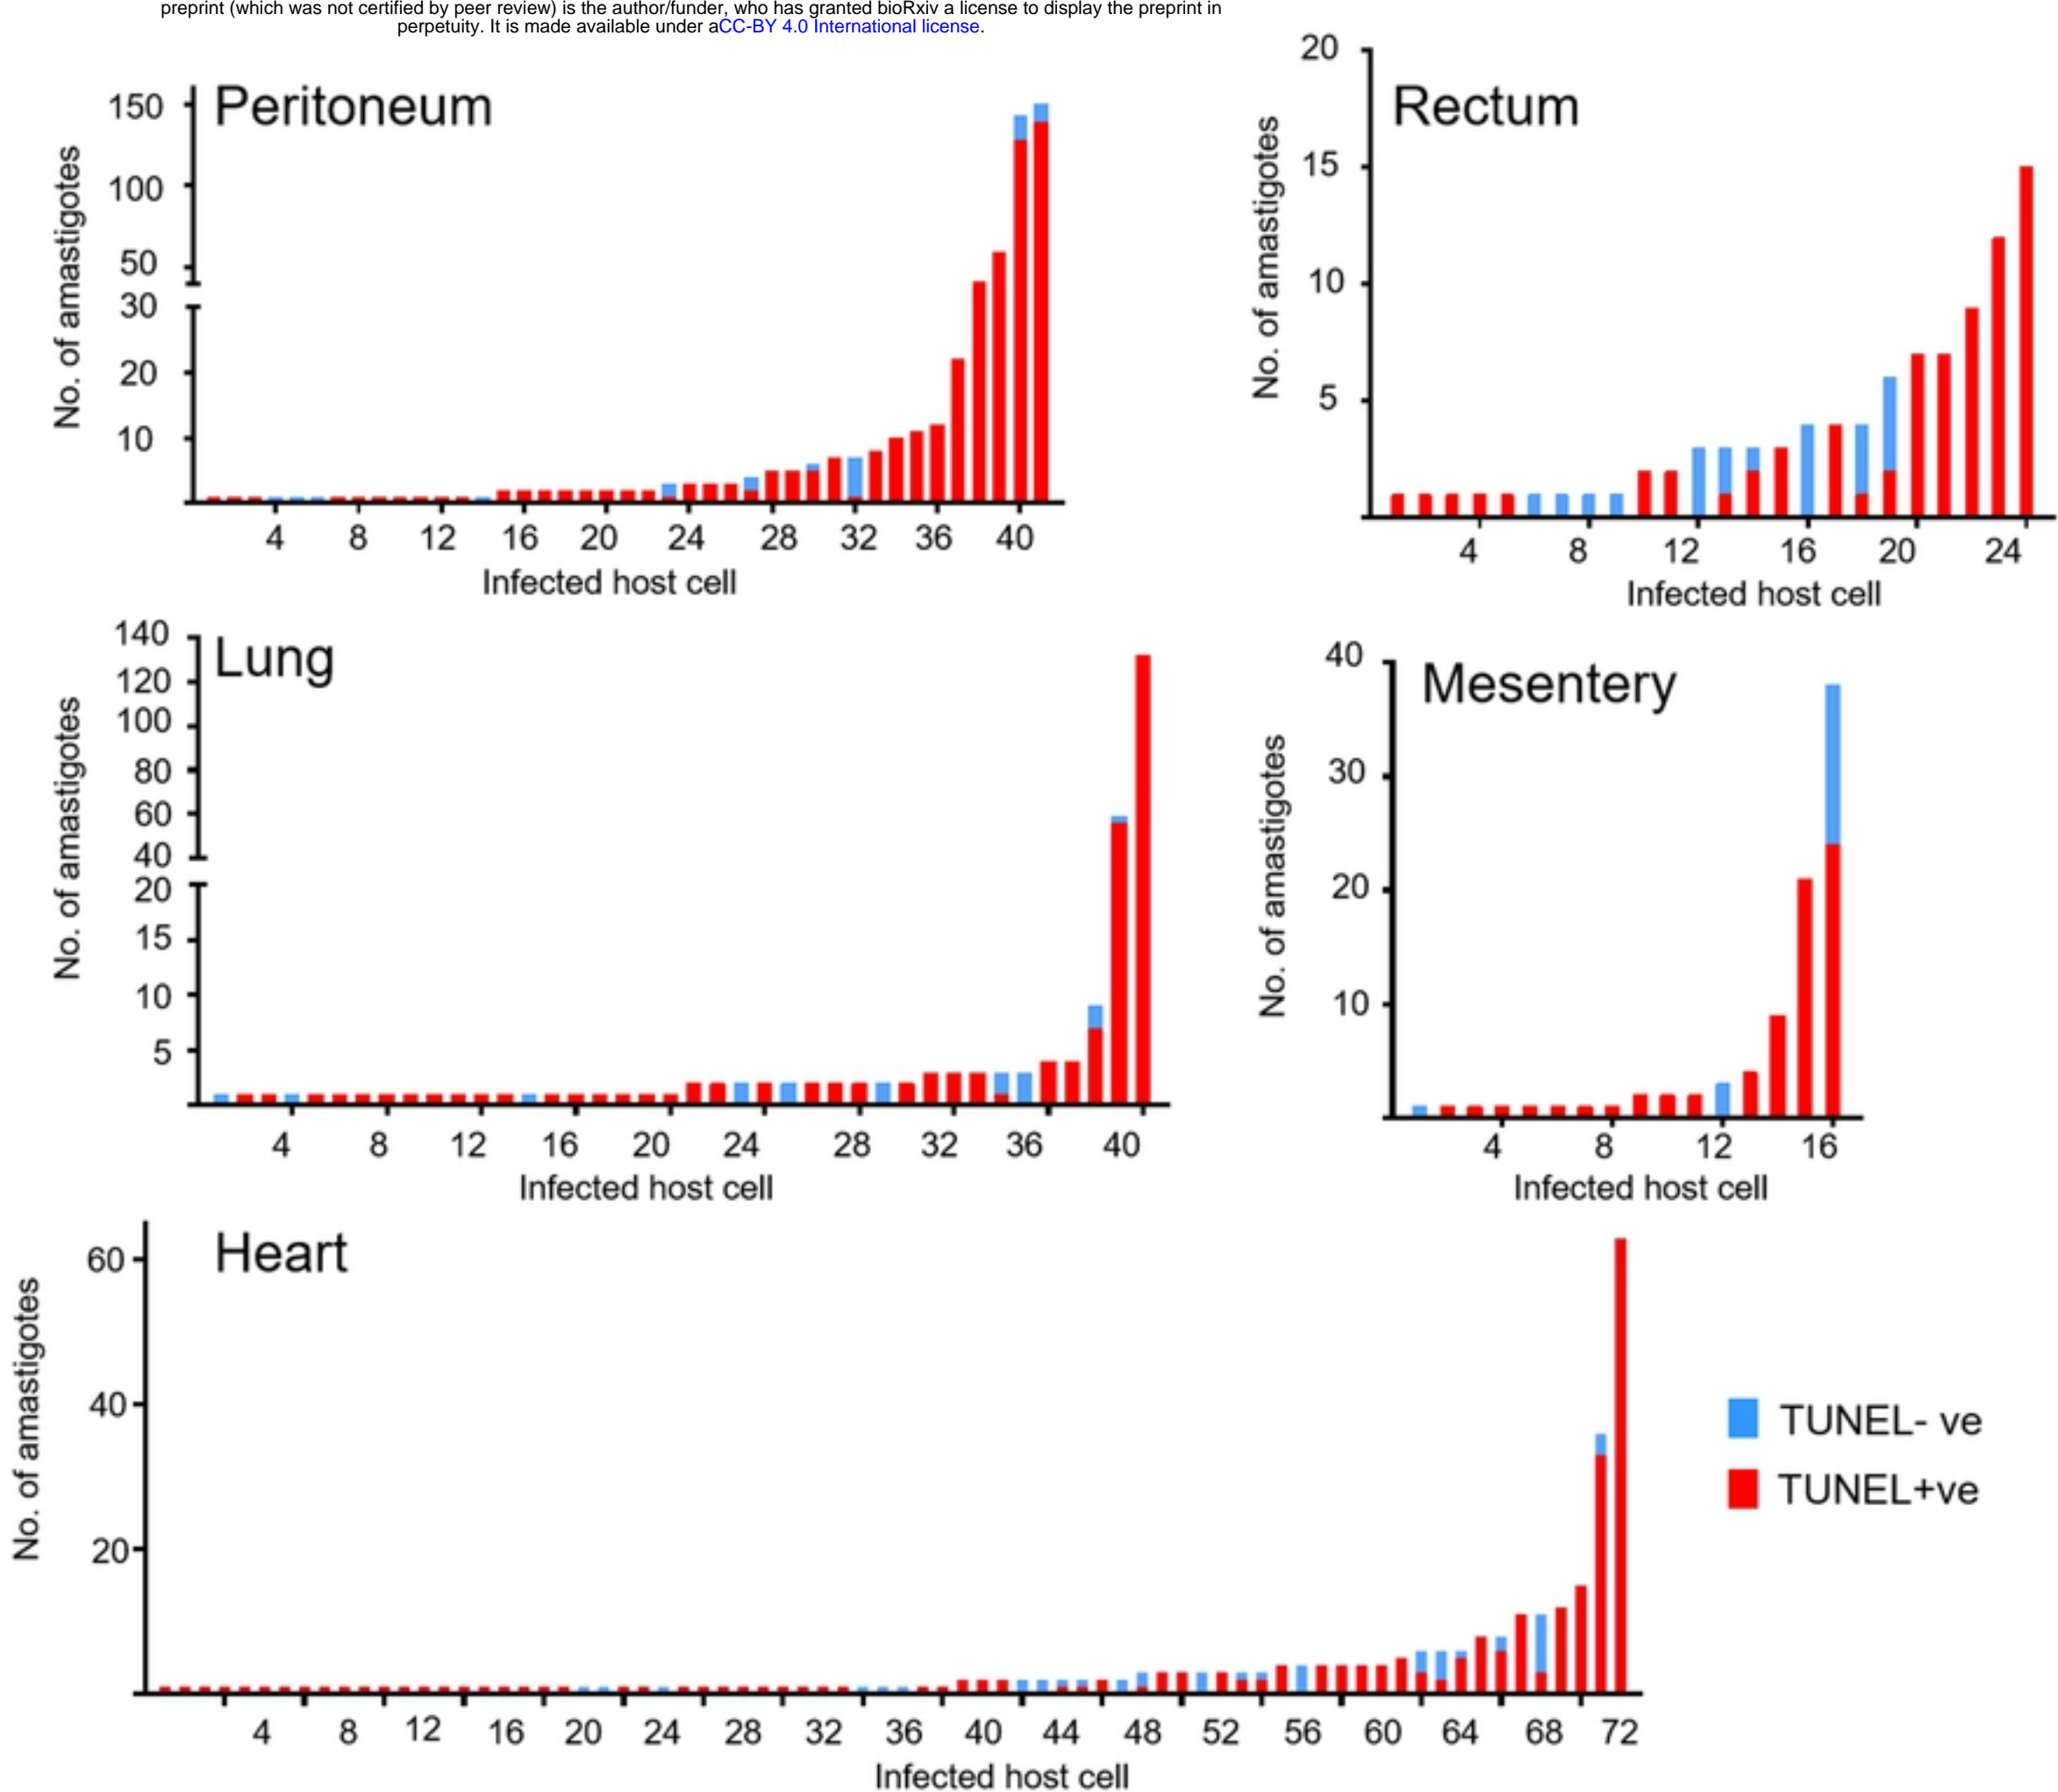 preprint (which was not certified by peer review) is the author/funder, who has granted bioRxiv a license to display the preprint in
perpetuity. It is made available under aCC-BY 4.0 International license.
Peritoneum
No. of amastigotes
150
100
50
30
20
10
4 8 12 16 20 24 28 32 36 40
Infected host cell
Rectum
No. of amastigotes
20
15
10
5
4 8 12 16 20 24
Infected host cell
Lung
No. of amastigotes
140
120
100
80
60
40
20
15
10
5
4 8 12 16 20 24 28 32 36 40
Infected host cell
Mesentery
No. of amastigotes
40
30
20
10
4 8 12 16
Infected host cell
Heart
No. of amastigotes
60
40
20
4 8 12 16 20 24 28 32 36 40 44 48 52 56 60 64 68 72
Infected host cell
TUNEL- ve
TUNEL+ve